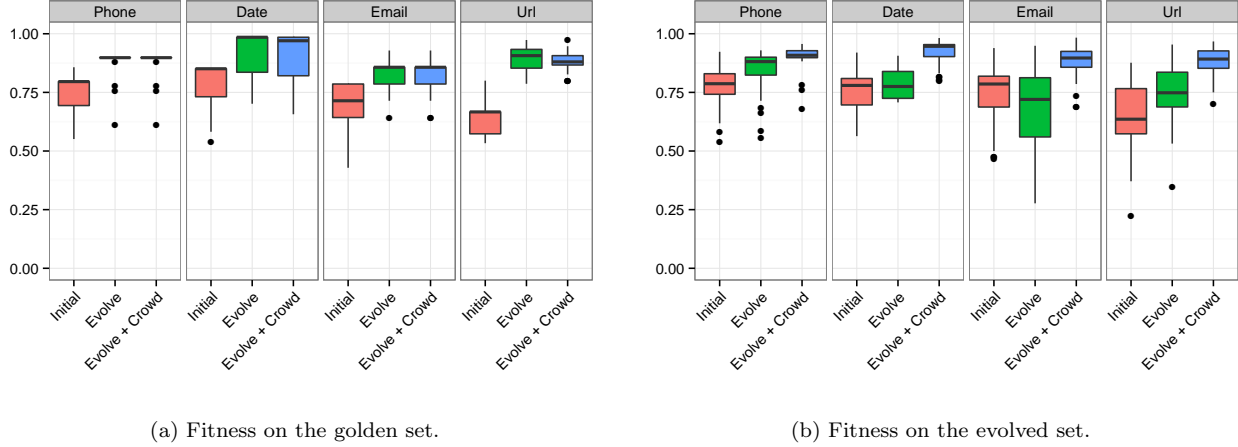 Phone Date Email Url
1.00
0.75
0.50
0.25
0.00
Initial Evolve Evolve + Crowd Initial Evolve Evolve + Crowd Initial Evolve Evolve + Crowd Initial Evolve Evolve + Crowd
(a) Fitness on the golden set.
Phone Date Email Url
1.00
0.75
0.50
0.25
0.00
Initial Evolve Evolve + Crowd Initial Evolve Evolve + Crowd Initial Evolve Evolve + Crowd Initial Evolve Evolve + Crowd
(b) Fitness on the evolved set.